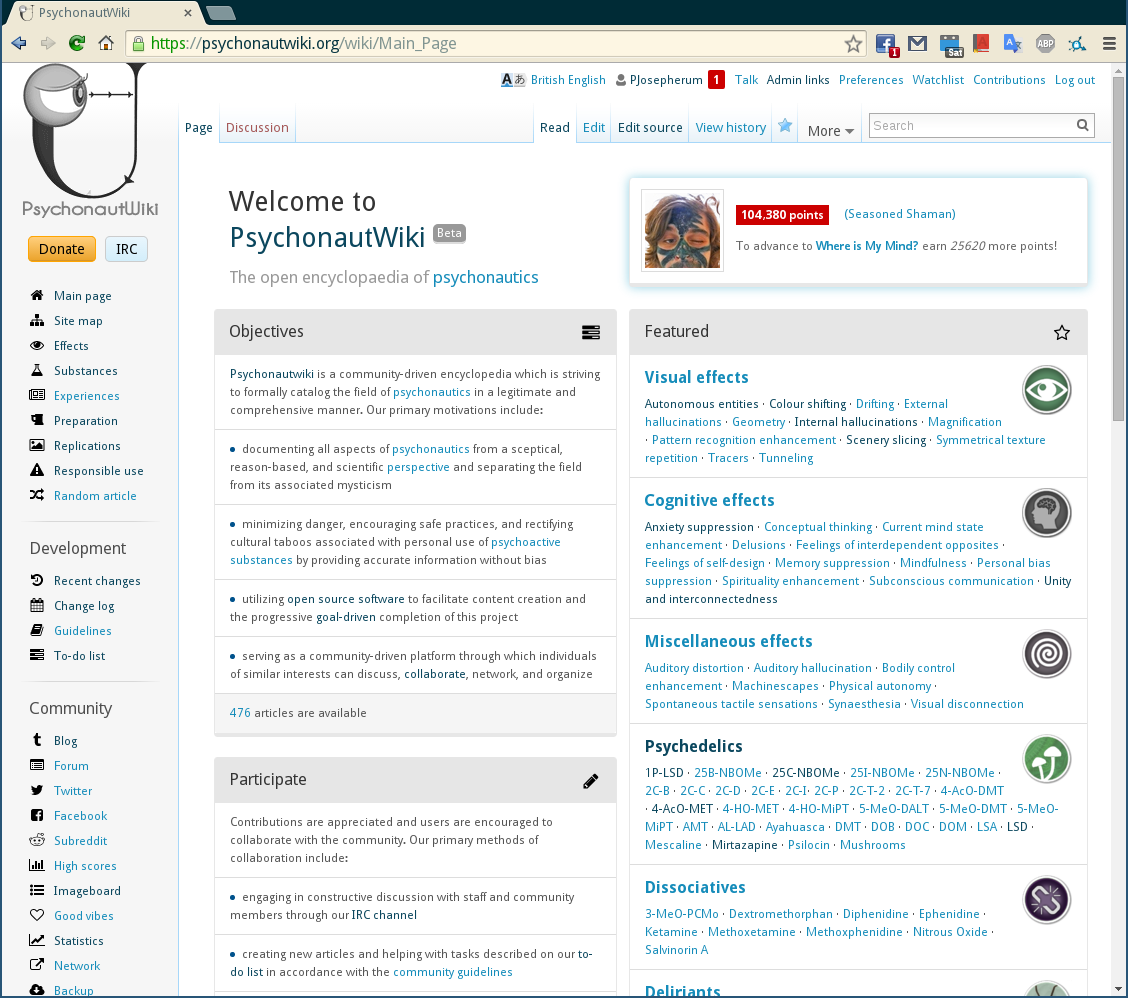 PsychonautWiki
https://psychonautwiki.org/wiki/Main_Page
1
Sat
ABP
A あ British English PJosepherum 1 Talk Admin links Preferences Watchlist Contributions Log out
Page Discussion Read Edit Edit source View history More Search
PsychonautWiki
Donate IRC
Main page
Site map
Effects
Substances
Experiences
Preparation
Replications
Responsible use
Random article
Development
Recent changes
Change log
Guidelines
To-do list
Community
Blog
Forum
Twitter
Facebook
Subreddit
High scores
Imageboard
Good vibes
Statistics
Network
Backup
Welcome to
PsychonautWiki Beta
The open encyclopaedia of psychonautics
104,380 points (Seasoned Shaman)
To advance to Where is My Mind? earn 25620 more points!
Objectives
Psychonautwiki is a community-driven encyclopedia which is striving
to formally catalog the field of psychonautics in a legitimate and
comprehensive manner. Our primary motivations include:
• documenting all aspects of psychonautics from a sceptical,
reason-based, and scientific perspective and separating the field
from its associated mysticism
• minimizing danger, encouraging safe practices, and rectifying
cultural taboos associated with personal use of psychoactive
substances by providing accurate information without bias
• utilizing open source software to facilitate content creation and
the progressive goal-driven completion of this project
• serving as a community-driven platform through which individuals
of similar interests can discuss, collaborate, network, and organize
476 articles are available
Participate
Contributions are appreciated and users are encouraged to
collaborate with the community. Our primary methods of
collaboration include:
• engaging in constructive discussion with staff and community
members through our IRC channel
• creating new articles and helping with tasks described on our to-
do list in accordance with the community guidelines
Featured
Visual effects
Autonomous entities · Colour shifting · Drifting · External
hallucinations · Geometry · Internal hallucinations · Magnification
· Pattern recognition enhancement · Scenery slicing · Symmetrical texture
repetition · Tracers · Tunneling
Cognitive effects
Anxiety suppression · Conceptual thinking · Current mind state
enhancement · Delusions · Feelings of interdependent opposites ·
Feelings of self-design · Memory suppression · Mindfulness · Personal bias
suppression · Spirituality enhancement · Subconscious communication · Unity
and interconnectedness
Miscellaneous effects
Auditory distortion · Auditory hallucination · Bodily control
enhancement · Machinescapes · Physical autonomy ·
Spontaneous tactile sensations · Synaesthesia · Visual disconnection
Psychedelics
1P-LSD · 25B-NBOMe · 25C-NBOMe · 25I-NBOMe · 25N-NBOMe ·
2C-B · 2C-C · 2C-D · 2C-E · 2C-I· 2C-P · 2C-T-2 · 2C-T-7 · 4-AcO-DMT
· 4-AcO-MET · 4-HO-MET · 4-HO-MiPT · 5-MeO-DALT · 5-MeO-DMT · 5-MeO-
MiPT · AMT · AL-LAD · Ayahuasca · DMT · DOB · DOC · DOM · LSA · LSD ·
Mescaline · Mirtazapine · Psilocin · Mushrooms
Dissociatives
3-MeO-PCMo · Dextromethorphan · Diphenidine · Ephenidine ·
Ketamine · Methoxetamine · Methoxphenidine · Nitrous Oxide ·
Salvinorin A
Deliriants